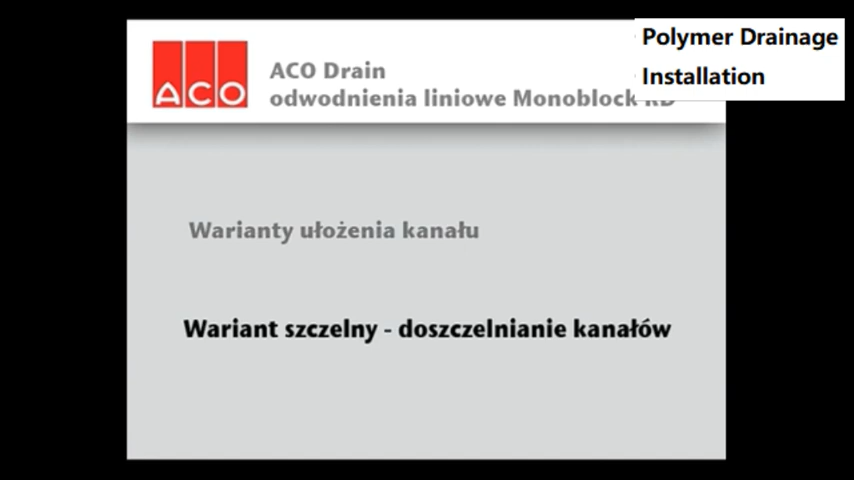 ACO
ACO Drain
odwodnienia liniowe Monoblock RD
Polymer Drainage
Installation
Warianty ułożenia kanału
Wariant szczelny - doszczelnianie kanałów